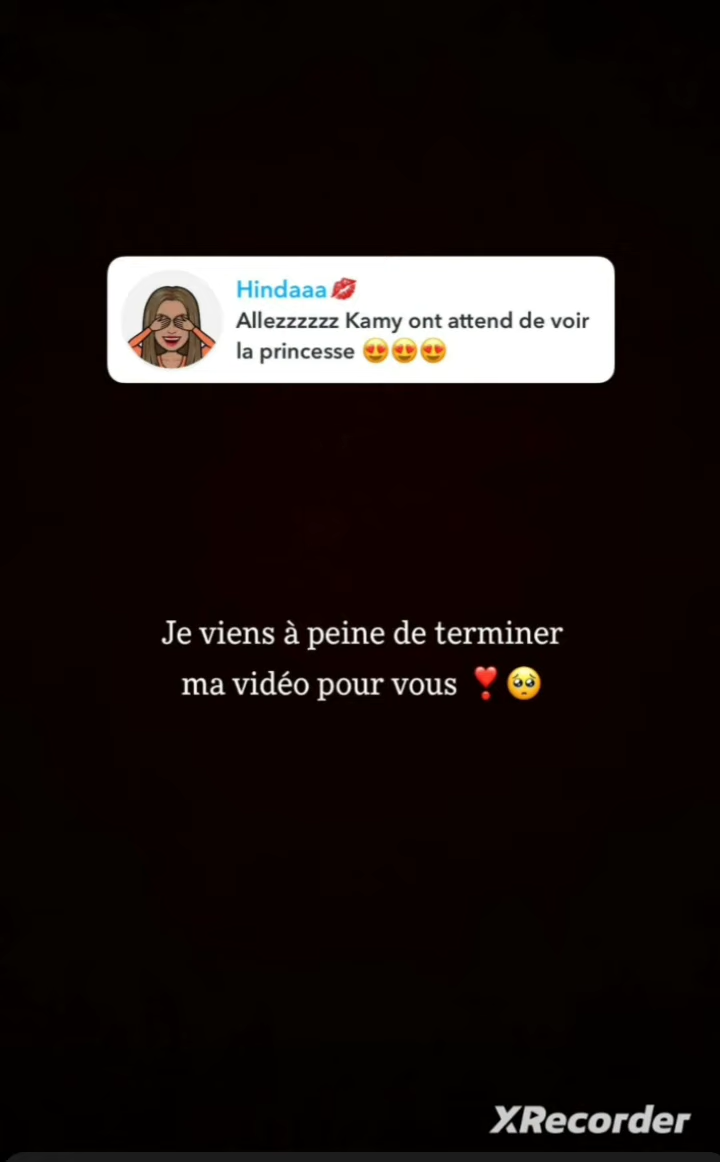 Hindaaa💋
Allezzzzzz Kamy ont attend de voir
la princesse 😍😍😍
Je viens à peine de terminer
ma vidéo pour vous ❣️🥺
XRecorder